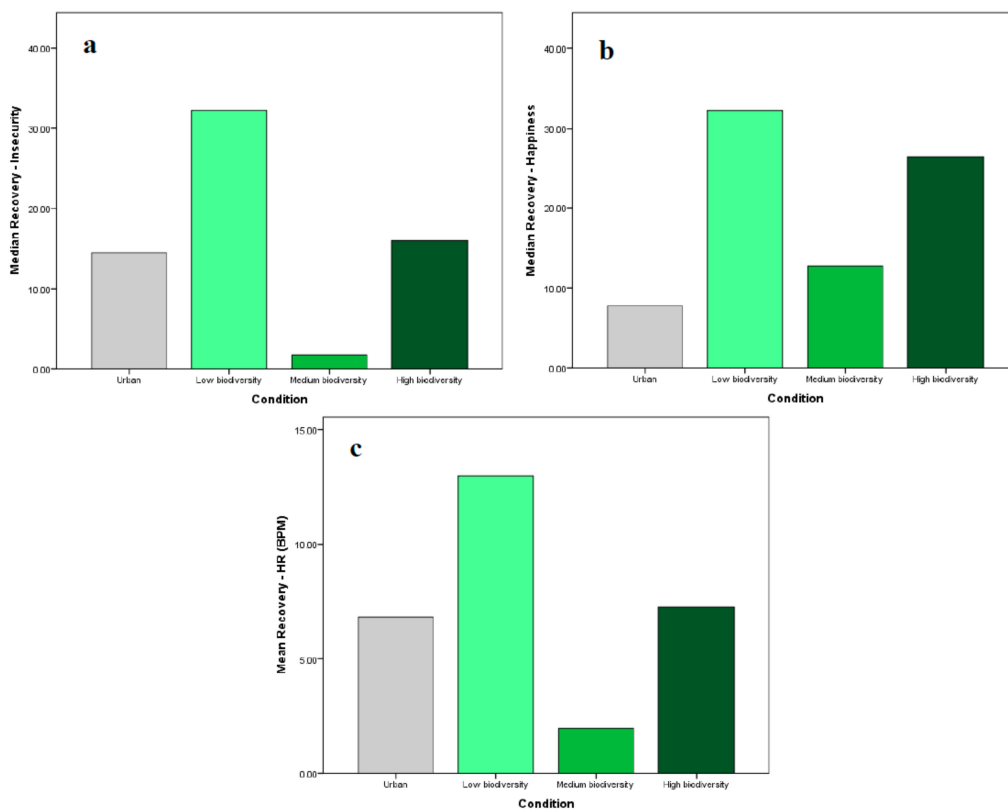 a
Median Recovery - Insecurity
40.00
30.00
20.00
10.00
0.00
Urban Low biodiversity Medium biodiversity High biodiversity
Condition
b
Median Recovery - Happiness
40.00
30.00
20.00
10.00
0.00
Urban Low biodiversity Medium biodiversity High biodiversity
Condition
c
Mean Recovery - HR (BPM)
15.00
10.00
5.00
0.00
Urban Low biodiversity Medium biodiversity High biodiversity
Condition